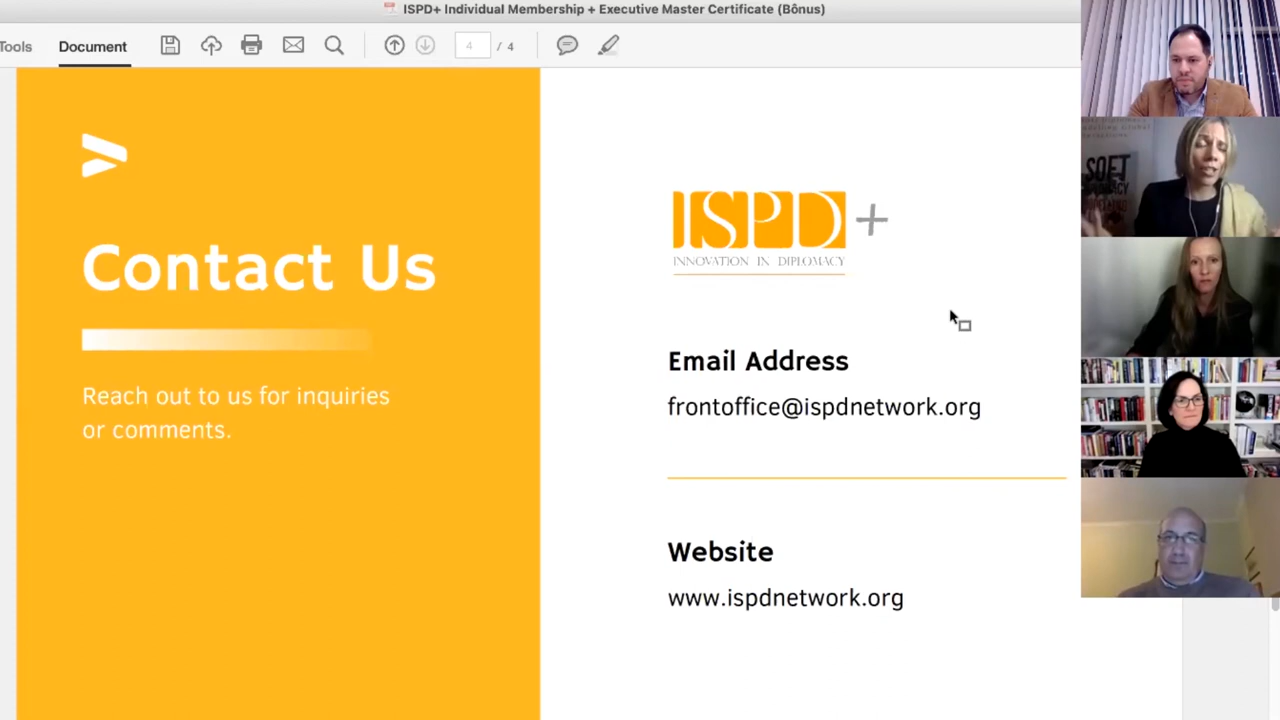 ISPD+ Individual Membership + Executive Master Certificate (Bônus)
Tools
Document
4
/ 4
Contact Us
Reach out to us for inquiries
or comments.
ISPD+
INNOVATION IN DIPLOMACY
Email Address
frontoffice@ispdnetwork.org
Website
www.ispdnetwork.org
SOFT